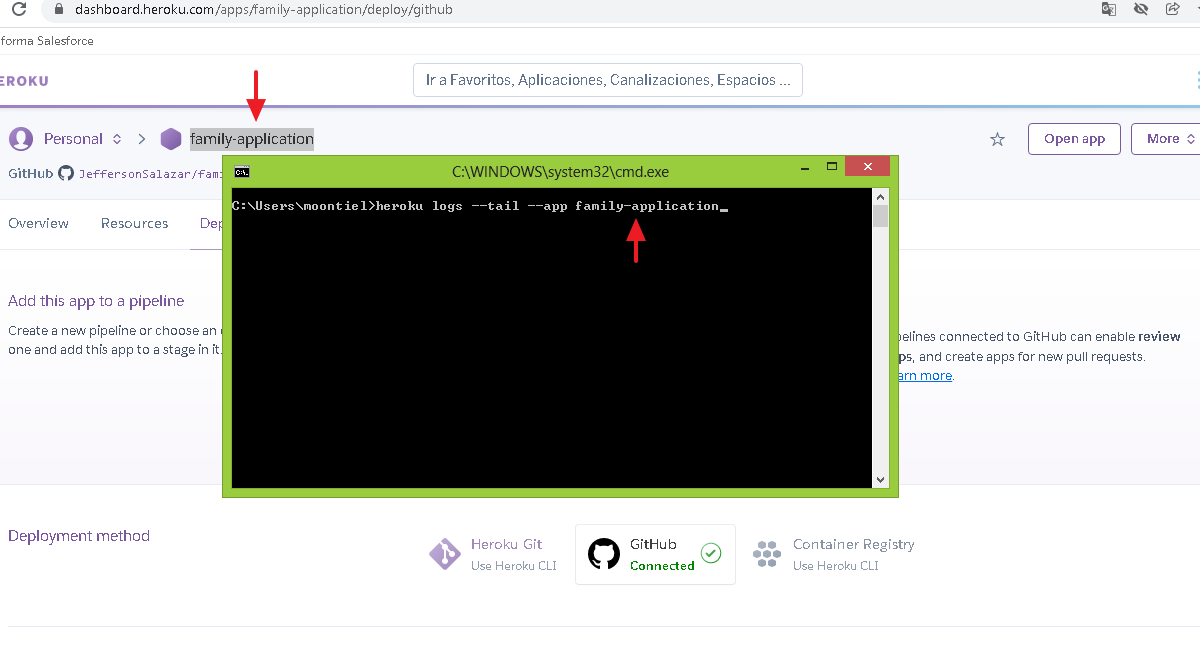 dashboard.heroku.com/apps/family-application/deploy/github
forma Salesforce
EROKU
Ir a Favoritos, Aplicaciones, Canalizaciones, Espacios ...
Personal
family-application
Open app
More
GitHub JeffersonSalazar/fami
C:\WINDOWS\system32\cmd.exe
C:\Users\moontiel>heroku logs --tail --app family-application_
Overview Resources Dep
Add this app to a pipeline
Create a new pipeline or choose an
one and add this app to a stage in it.
pelines connected to GitHub can enable review
ps, and create apps for new pull requests.
arn more.
Deployment method
Heroku Git
Use Heroku CLI
GitHub
Connected
Container Registry
Use Heroku CLI